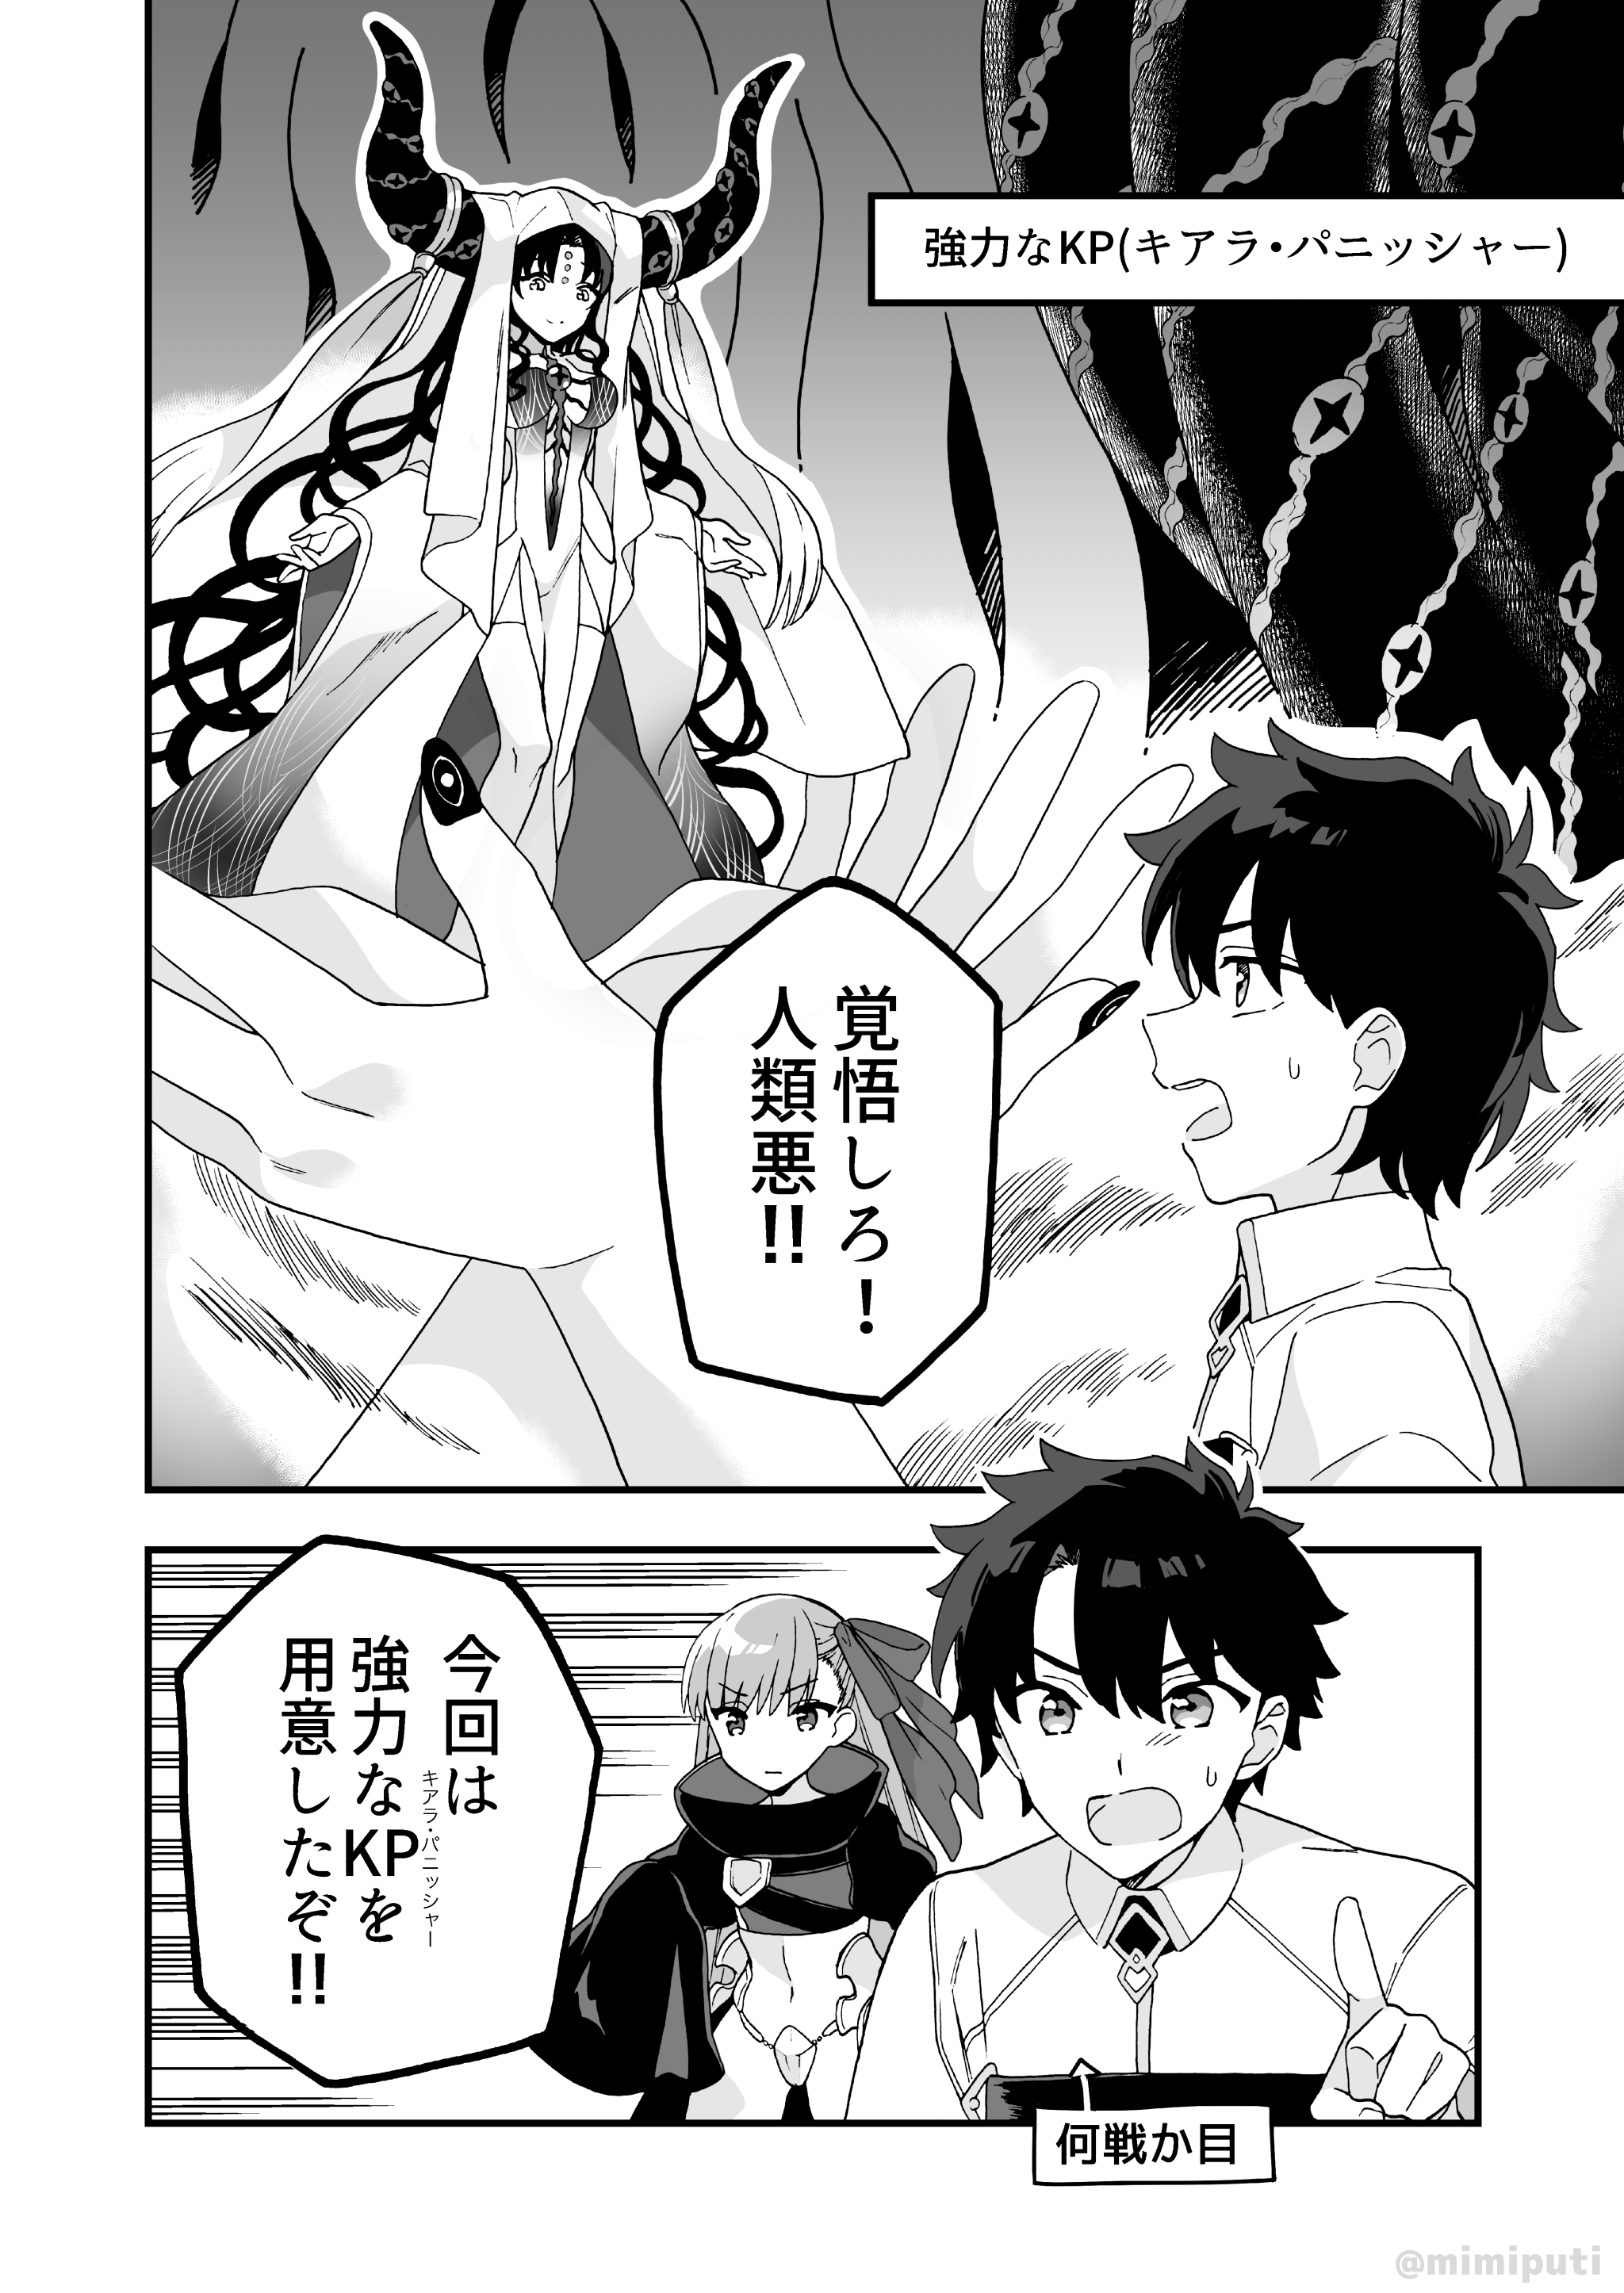 強力なKP(キアラ・パニッシャー)
覚悟しろ！
人類悪!!
今回は
強力なKPを
キアラ・パニッシャー
用意したぞ!!
何戦か目
@mimiputi